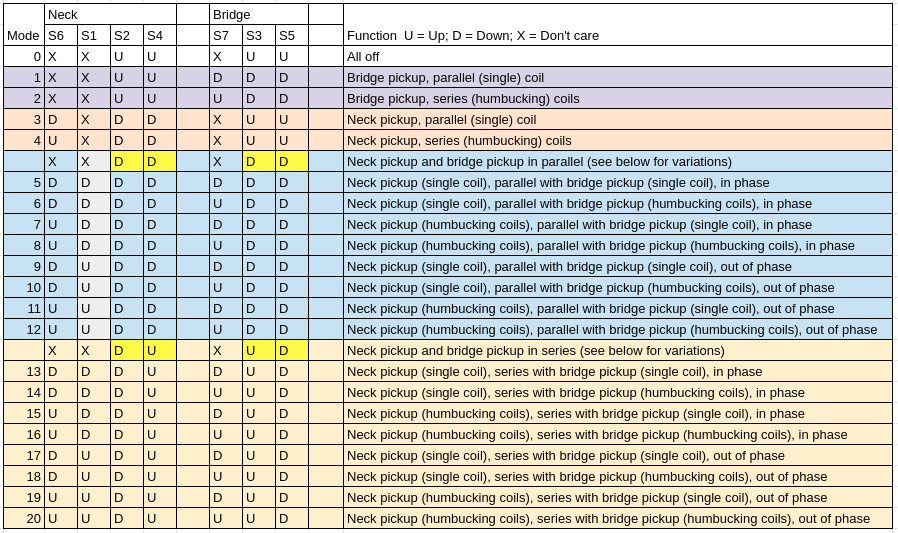 Neck Bridge
Mode S6 S1 S2 S4 S7 S3 S5 Function U = Up; D = Down; X = Don't care
0 X X U U X U U All off
1 X X U U D D D Bridge pickup, parallel (single) coil
2 X X U U U D D Bridge pickup, series (humbucking) coils
3 D X D D X U U Neck pickup, parallel (single) coil
4 U X D D X U U Neck pickup, series (humbucking) coils
X X D D X D D Neck pickup and bridge pickup in parallel (see below for variations)
5 D D D D D D D Neck pickup (single coil), parallel with bridge pickup (single coil), in phase
6 D D D D U D D Neck pickup (single coil), parallel with bridge pickup (humbucking coils), in phase
7 U D D D D D D Neck pickup (humbucking coils), parallel with bridge pickup (single coil), in phase
8 U D D D U D D Neck pickup (humbucking coils), parallel with bridge pickup (humbucking coils), in phase
9 D U D D D D D Neck pickup (single coil), parallel with bridge pickup (single coil), out of phase
10 D U D D U D D Neck pickup (single coil), parallel with bridge pickup (humbucking coils), out of phase
11 U U D D D D D Neck pickup (humbucking coils), parallel with bridge pickup (single coil), out of phase
12 U U D D U D D Neck pickup (humbucking coils), parallel with bridge pickup (humbucking coils), out of phase
X X D U X U D Neck pickup and bridge pickup in series (see below for variations)
13 D D D U D U D Neck pickup (single coil), series with bridge pickup (single coil), in phase
14 D D D U U U D Neck pickup (single coil), series with bridge pickup (humbucking coils), in phase
15 U D D U D U D Neck pickup (humbucking coils), series with bridge pickup (single coil), in phase
16 U D D U U U D Neck pickup (humbucking coils), series with bridge pickup (humbucking coils), in phase
17 D U D U D U D Neck pickup (single coil), series with bridge pickup (single coil), out of phase
18 D U D U U U D Neck pickup (single coil), series with bridge pickup (humbucking coils), out of phase
19 U U D U D U D Neck pickup (humbucking coils), series with bridge pickup (single coil), out of phase
20 U U D U U U D Neck pickup (humbucking coils), series with bridge pickup (humbucking coils), out of phase